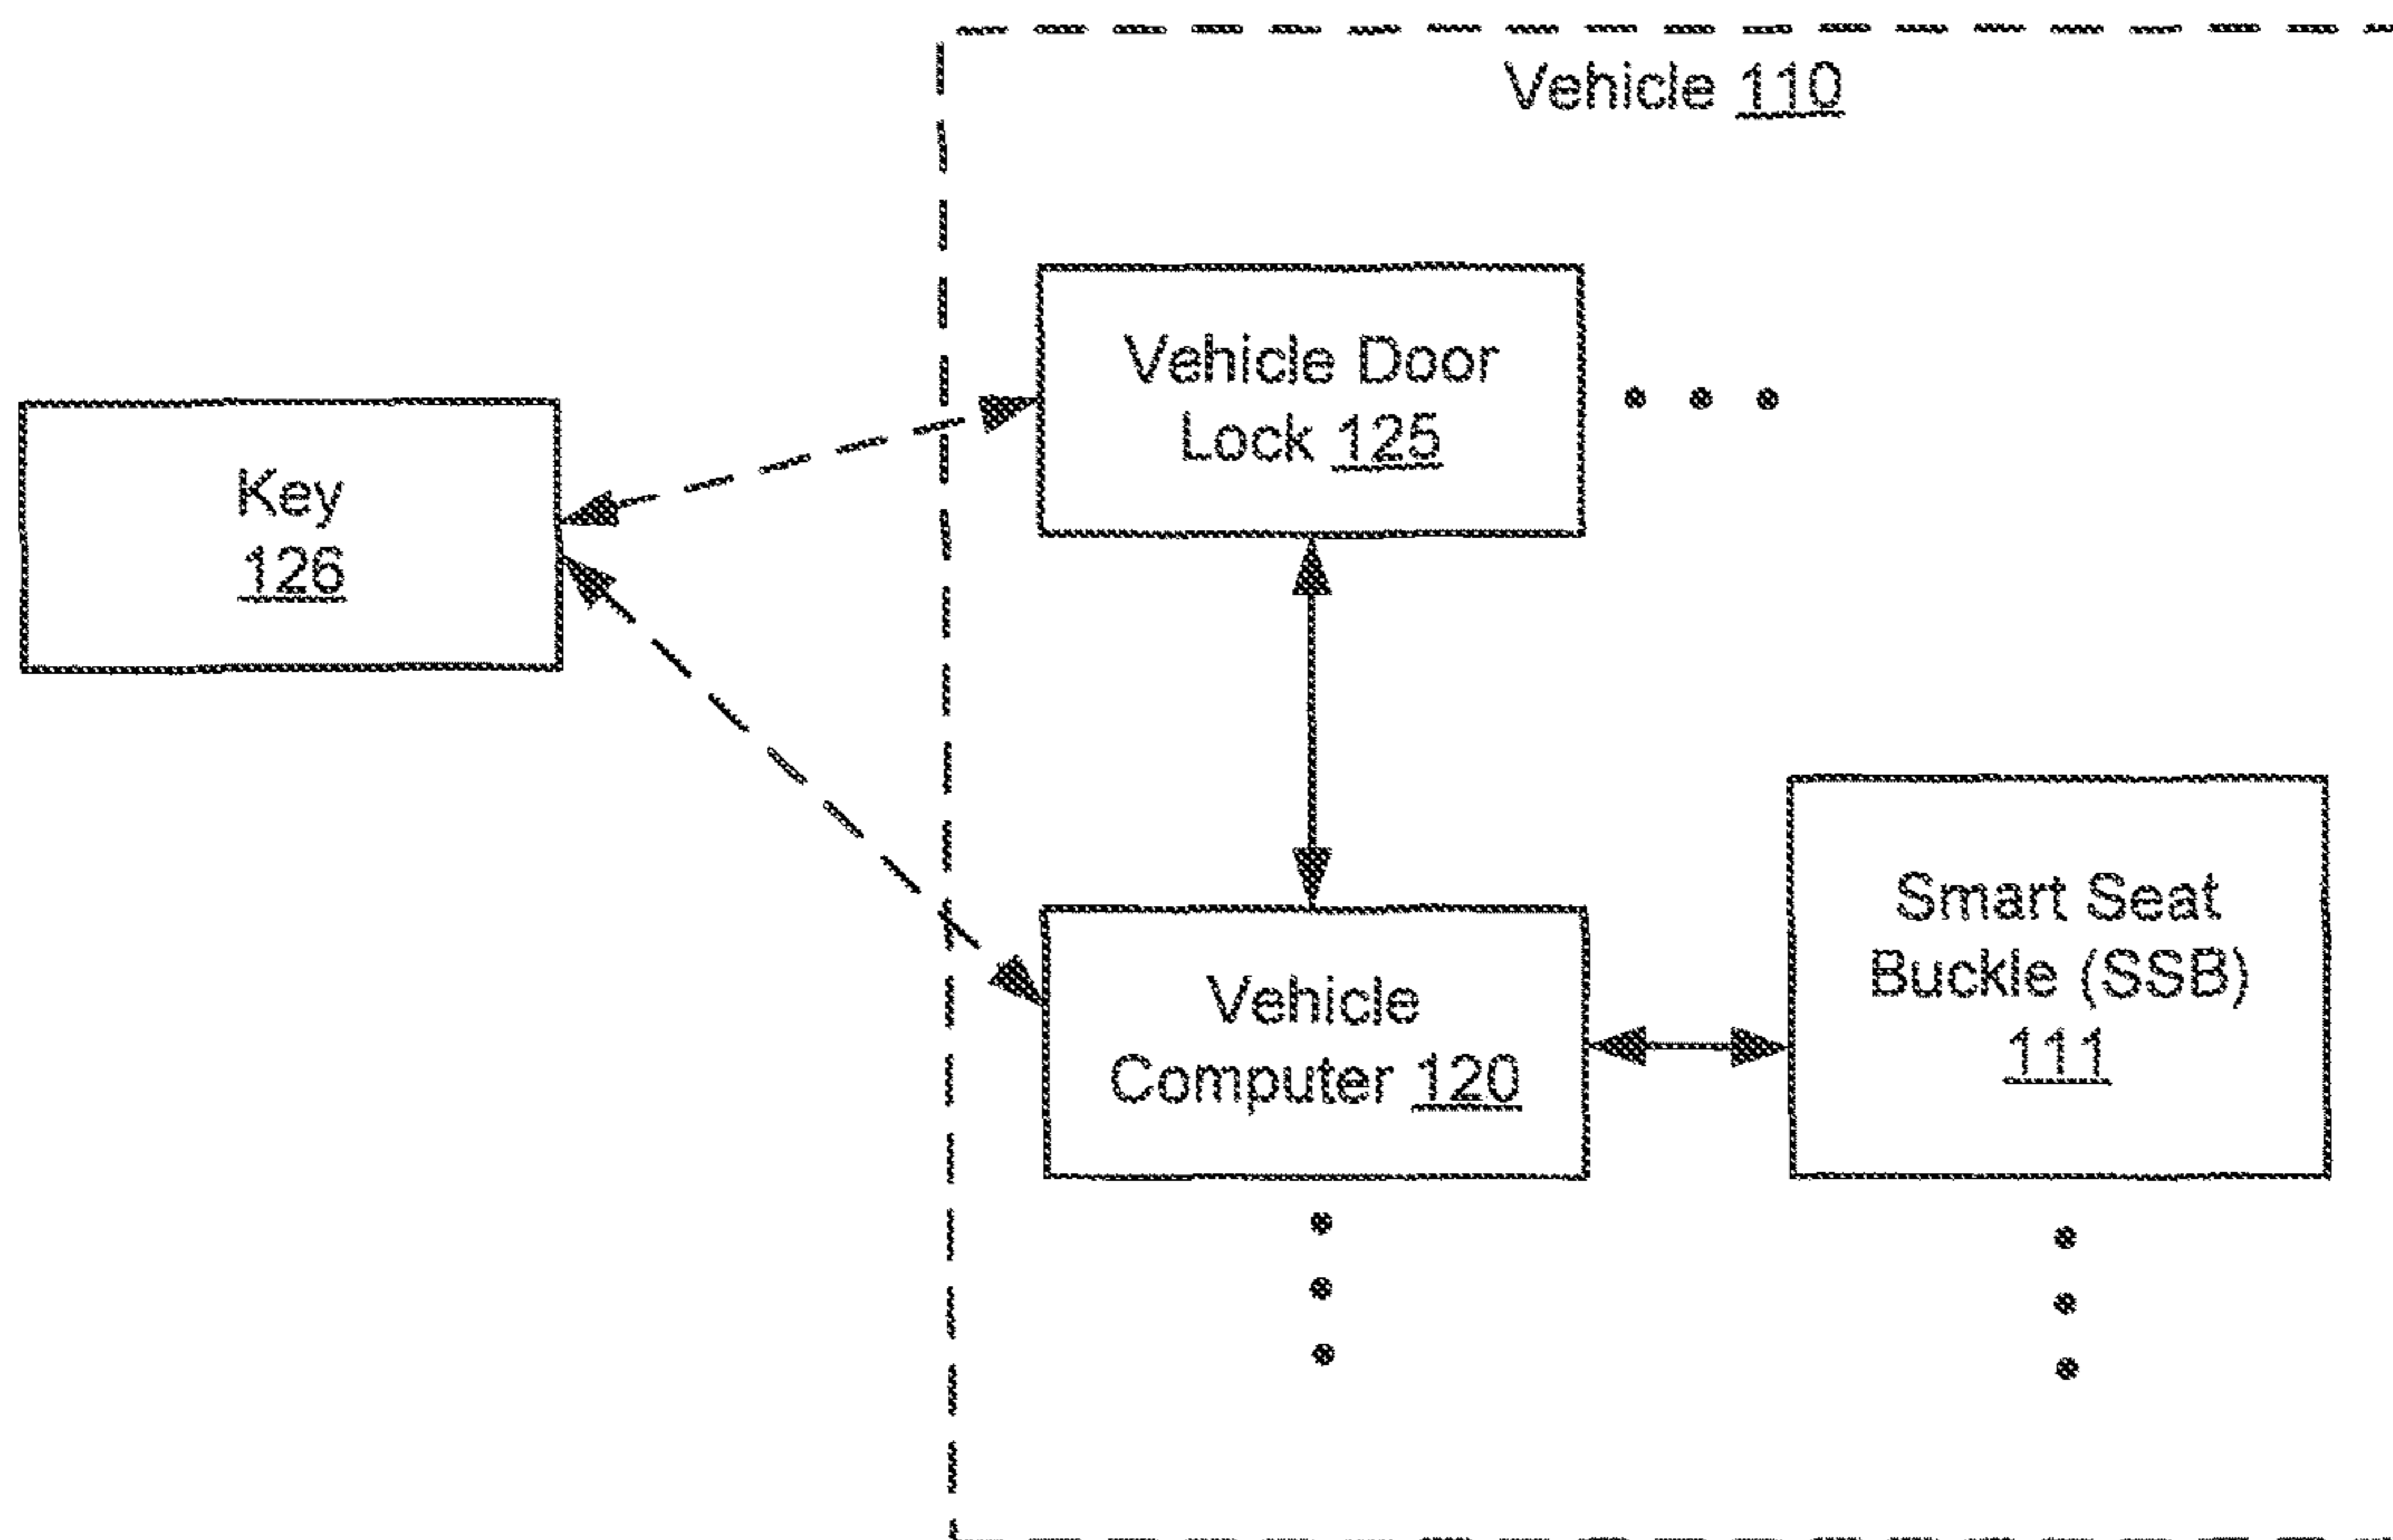 Vehicle 110
Vehicle Door
Lock 125
Key
126
Vehicle
Computer 120
Smart Seat
Buckle (SSB)
111